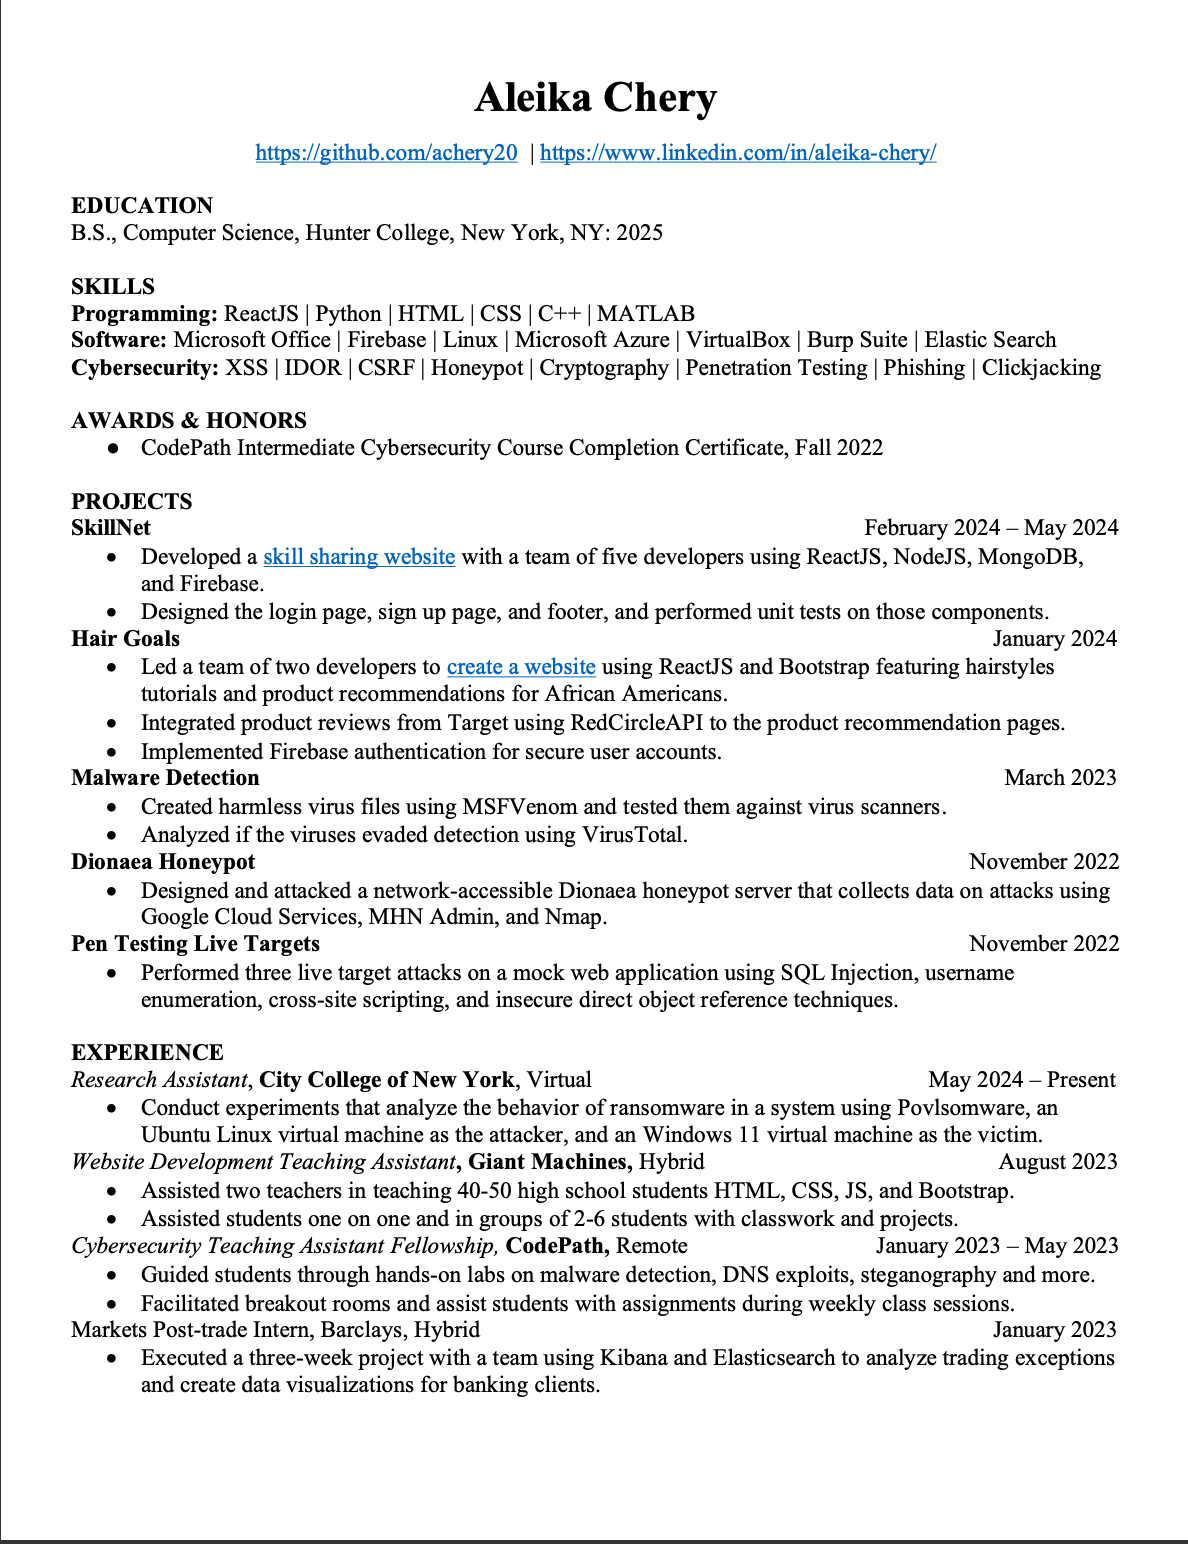 Aleika Chery
https://github.com/achery20 | https://www.linkedin.com/in/aleika-chery/
EDUCATION
B.S., Computer Science, Hunter College, New York, NY: 2025
SKILLS
Programming: ReactJS | Python | HTML | CSS | C++ | MATLAB
Software: Microsoft Office | Firebase | Linux | Microsoft Azure | VirtualBox | Burp Suite | Elastic Search
Cybersecurity: XSS | IDOR | CSRF | Honeypot | Cryptography | Penetration Testing | Phishing | Clickjacking
AWARDS & HONORS
● CodePath Intermediate Cybersecurity Course Completion Certificate, Fall 2022
PROJECTS
SkillNet February 2024 – May 2024
• Developed a skill sharing website with a team of five developers using ReactJS, NodeJS, MongoDB,
and Firebase.
• Designed the login page, sign up page, and footer, and performed unit tests on those components.
Hair Goals January 2024
• Led a team of two developers to create a website using ReactJS and Bootstrap featuring hairstyles
tutorials and product recommendations for African Americans.
• Integrated product reviews from Target using RedCircleAPI to the product recommendation pages.
• Implemented Firebase authentication for secure user accounts.
Malware Detection March 2023
• Created harmless virus files using MSFVenom and tested them against virus scanners.
• Analyzed if the viruses evaded detection using VirusTotal.
Dionaea Honeypot November 2022
• Designed and attacked a network-accessible Dionaea honeypot server that collects data on attacks using
Google Cloud Services, MHN Admin, and Nmap.
Pen Testing Live Targets November 2022
• Performed three live target attacks on a mock web application using SQL Injection, username
enumeration, cross-site scripting, and insecure direct object reference techniques.
EXPERIENCE
Research Assistant, City College of New York, Virtual May 2024 – Present
• Conduct experiments that analyze the behavior of ransomware in a system using Povlsomware, an
Ubuntu Linux virtual machine as the attacker, and an Windows 11 virtual machine as the victim.
Website Development Teaching Assistant, Giant Machines, Hybrid August 2023
• Assisted two teachers in teaching 40-50 high school students HTML, CSS, JS, and Bootstrap.
• Assisted students one on one and in groups of 2-6 students with classwork and projects.
Cybersecurity Teaching Assistant Fellowship, CodePath, Remote January 2023 – May 2023
• Guided students through hands-on labs on malware detection, DNS exploits, steganography and more.
• Facilitated breakout rooms and assist students with assignments during weekly class sessions.
Markets Post-trade Intern, Barclays, Hybrid January 2023
• Executed a three-week project with a team using Kibana and Elasticsearch to analyze trading exceptions
and create data visualizations for banking clients.